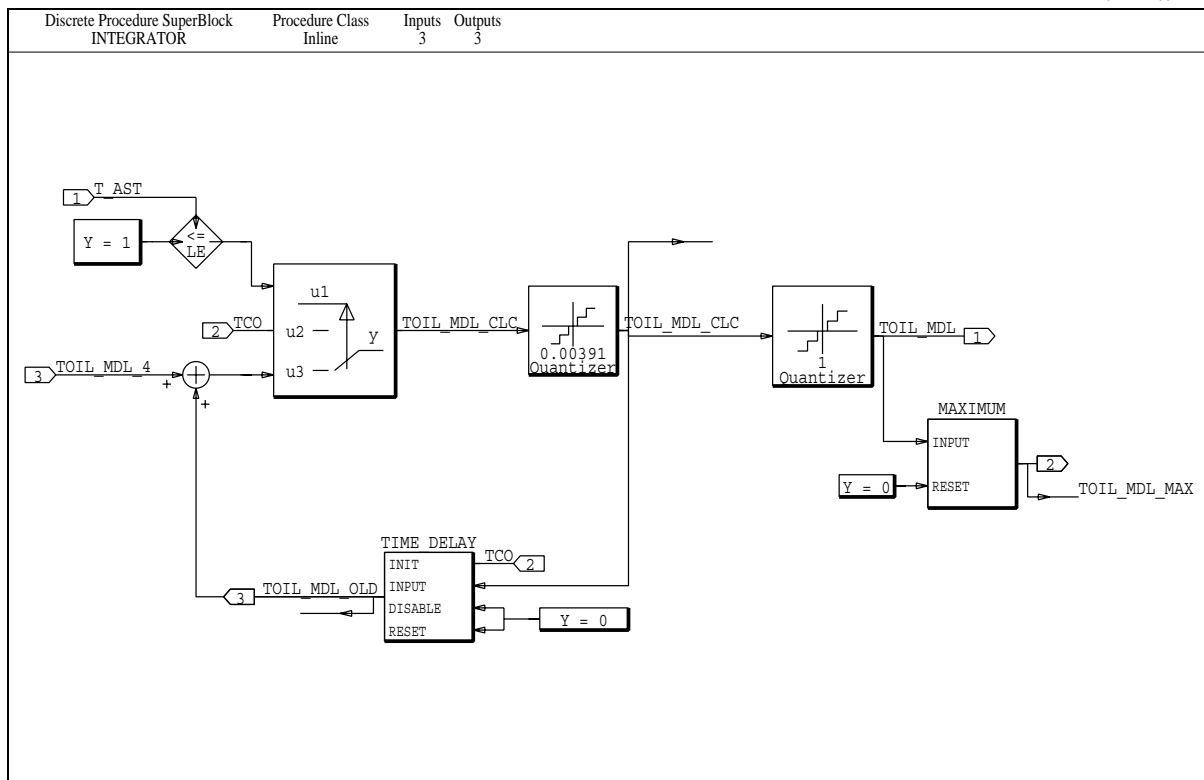 Discrete Procedure SuperBlock Procedure Class Inputs Outputs
INTEGRATOR Inline 3 3
1 T_AST
Y = 1
<=
LE
u1
2 TCO
u2
y
u3
3 TOIL_MDL_4
+
+
TOIL_MDL_CLC
0.00391
Quantizer
TOIL_MDL_CLC
1
Quantizer
TOIL_MDL 1
MAXIMUM
INPUT
2
Y = 0
RESET
TOIL_MDL_MAX
TIME DELAY
INIT
TCO 2
INPUT
3 TOIL_MDL_OLD
DISABLE
RESET
Y = 0